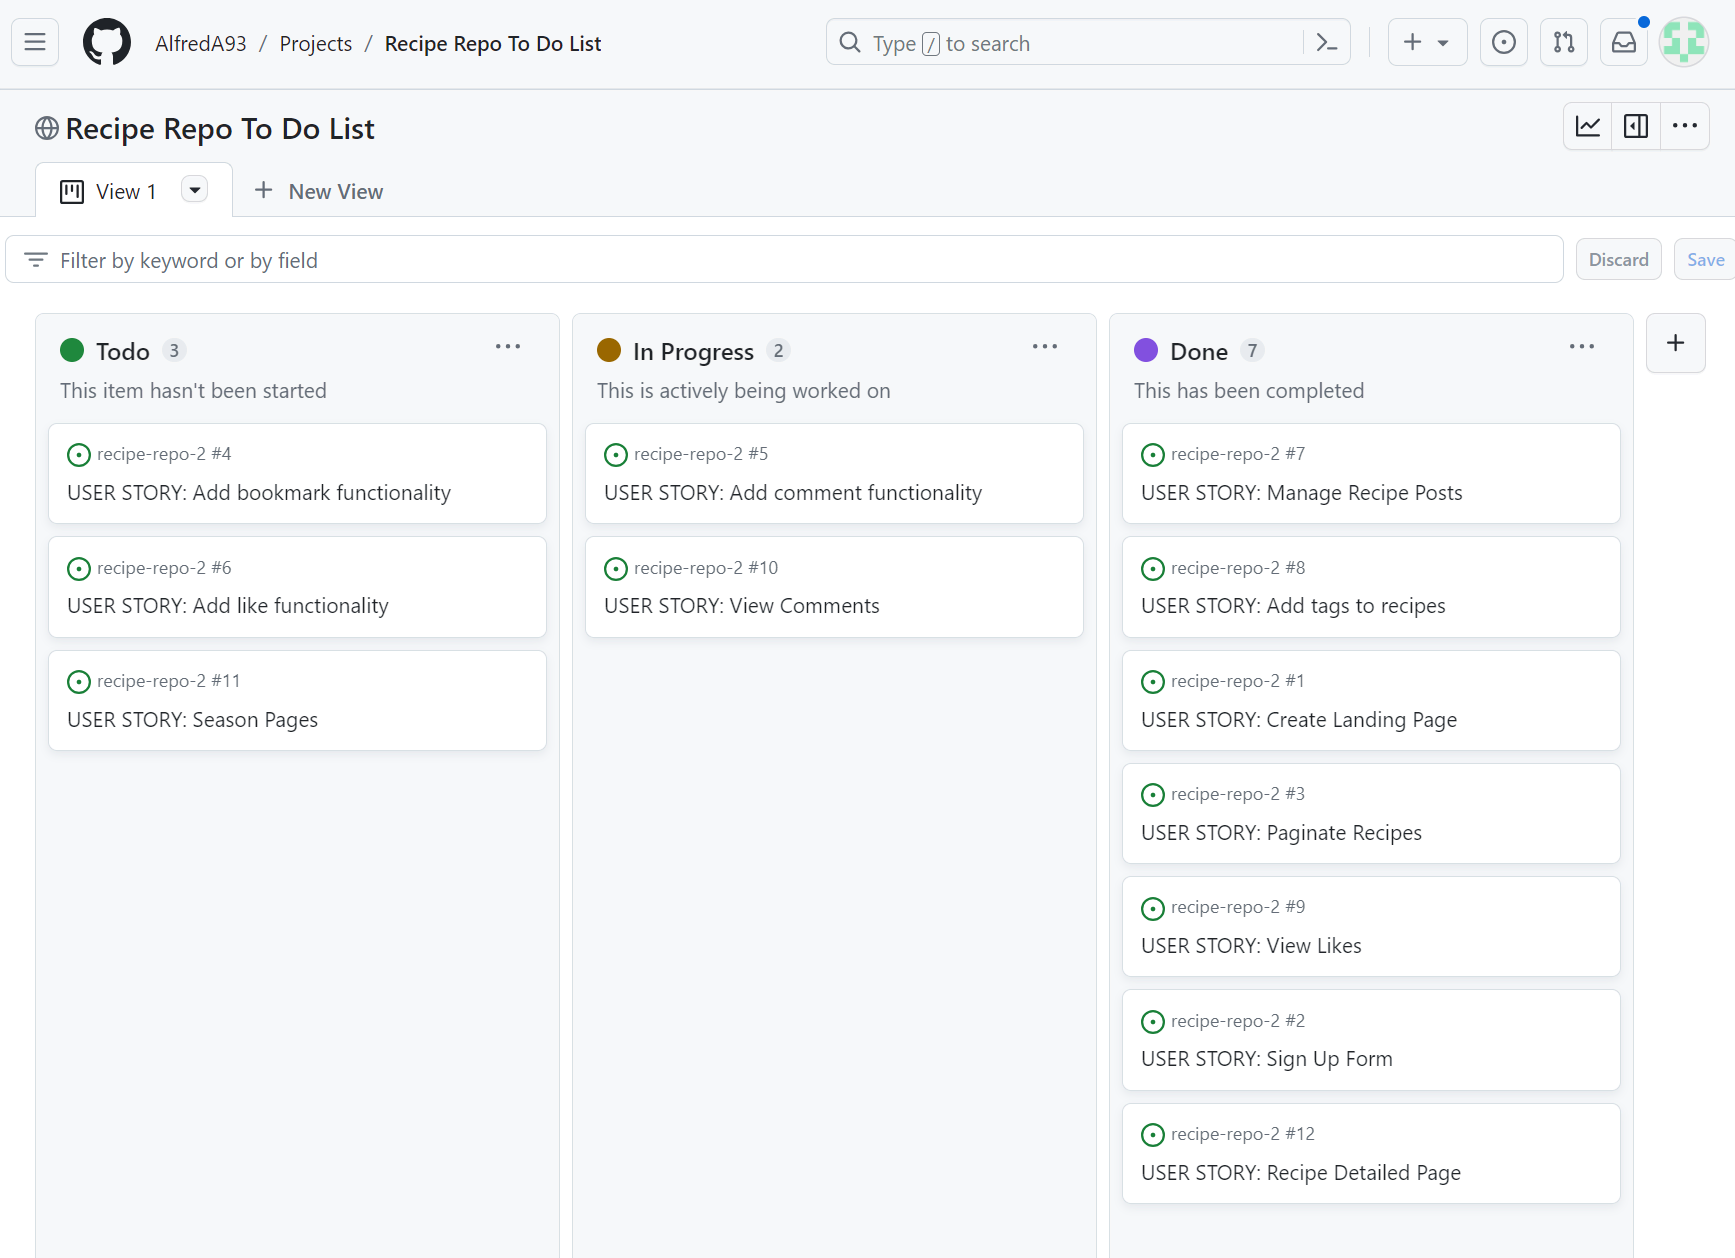 AlfredA93 / Projects / Recipe Repo To Do List
Type / to search
Recipe Repo To Do List
View 1
New View
Filter by keyword or by field
Discard
Save
Todo 3
This item hasn't been started
recipe-repo-2 #4
USER STORY: Add bookmark functionality
recipe-repo-2 #6
USER STORY: Add like functionality
recipe-repo-2 #11
USER STORY: Season Pages
In Progress 2
This is actively being worked on
recipe-repo-2 #5
USER STORY: Add comment functionality
recipe-repo-2 #10
USER STORY: View Comments
Done 7
This has been completed
recipe-repo-2 #7
USER STORY: Manage Recipe Posts
recipe-repo-2 #8
USER STORY: Add tags to recipes
recipe-repo-2 #1
USER STORY: Create Landing Page
recipe-repo-2 #3
USER STORY: Paginate Recipes
recipe-repo-2 #9
USER STORY: View Likes
recipe-repo-2 #2
USER STORY: Sign Up Form
recipe-repo-2 #12
USER STORY: Recipe Detailed Page